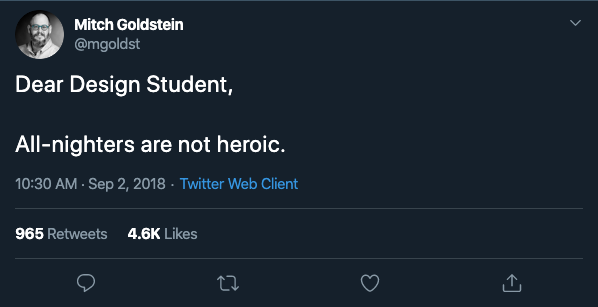 Mitch Goldstein
@mgoldst
Dear Design Student,
All-nighters are not heroic.
10:30 AM · Sep 2, 2018 · Twitter Web Client
965 Retweets 4.6K Likes